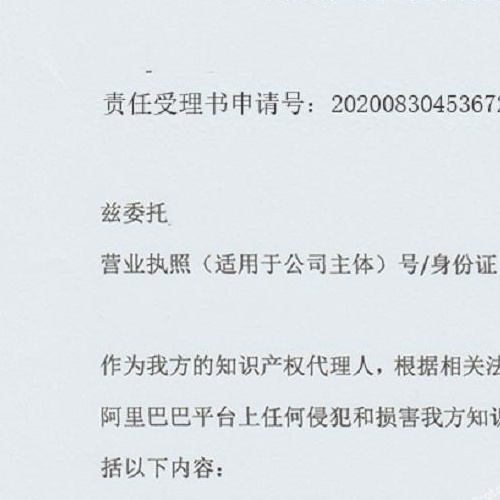 责任受理书申请号：2020083045367
兹委托
营业执照（适用于公司主体）号/身份证
作为我方的知识产权代理人，根据相关法
阿里巴巴平台上任何侵犯和损害我方知识
括以下内容：